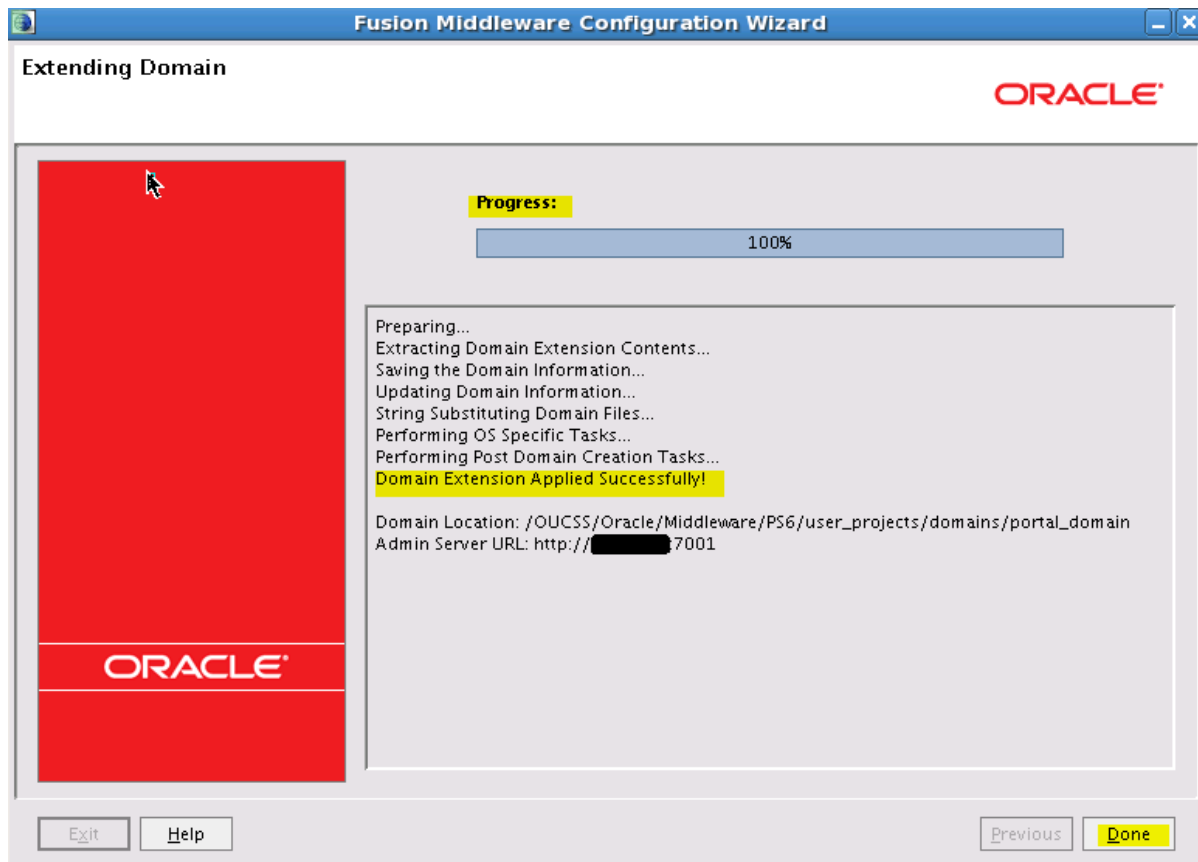 Fusion Middleware Configuration Wizard
Extending Domain
ORACLE
Progress:
100%
Preparing...
Extracting Domain Extension Contents...
Saving the Domain Information...
Updating Domain Information...
String Substituting Domain Files...
Performing OS Specific Tasks...
Performing Post Domain Creation Tasks...
Domain Extension Applied Successfully!
Domain Location: /OUCSS/Oracle/Middleware/PS6/user_projects/domains/portal_domain
Admin Server URL: http:// :7001
ORACLE
Exit Help Previous Done